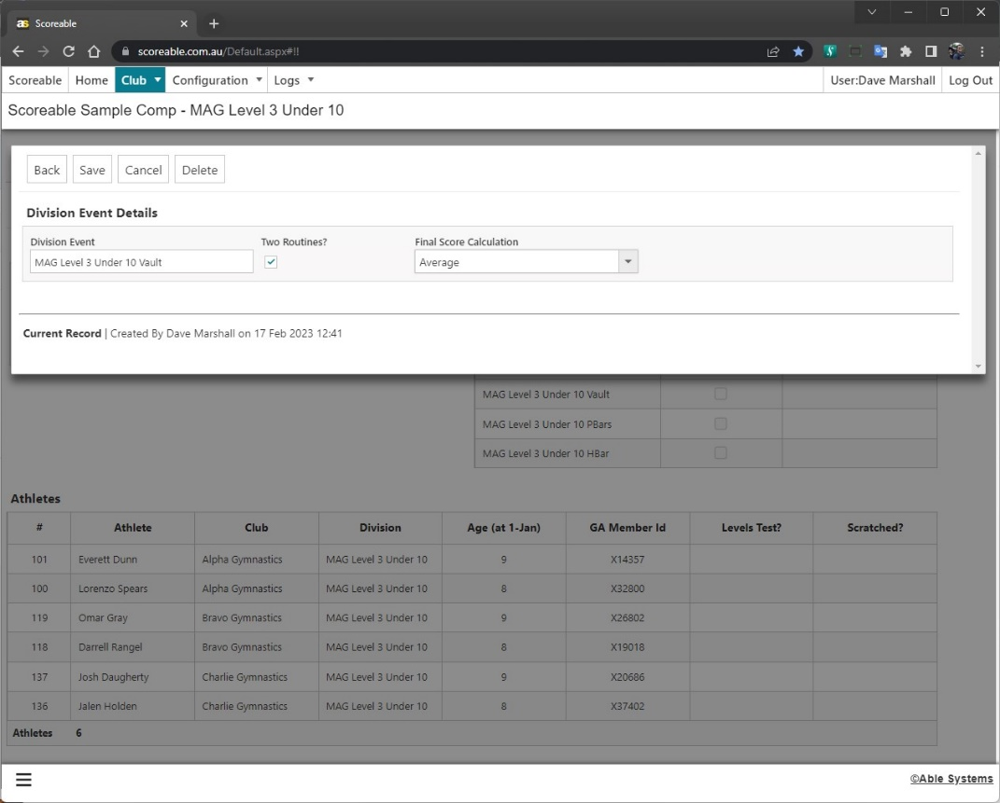 Scoreable
scoreable.com.au/Default.aspx#!!
Scoreable Home Club Configuration Logs User:Dave Marshall Log Out
Scoreable Sample Comp - MAG Level 3 Under 10
Back Save Cancel Delete
Division Event Details
Division Event Two Routines? Final Score Calculation
MAG Level 3 Under 10 Vault Average
Current Record | Created By Dave Marshall on 17 Feb 2023 12:41
MAG Level 3 Under 10 Vault
MAG Level 3 Under 10 PBars
MAG Level 3 Under 10 HBar
Athletes
# Athlete Club Division Age (at 1-Jan) GA Member Id Levels Test? Scratched?
101 Everett Dunn Alpha Gymnastics MAG Level 3 Under 10 9 X14357
100 Lorenzo Spears Alpha Gymnastics MAG Level 3 Under 10 8 X32800
119 Omar Gray Bravo Gymnastics MAG Level 3 Under 10 9 X26802
118 Darrell Rangel Bravo Gymnastics MAG Level 3 Under 10 8 X19018
137 Josh Daugherty Charlie Gymnastics MAG Level 3 Under 10 9 X20686
136 Jalen Holden Charlie Gymnastics MAG Level 3 Under 10 8 X37402
Athletes 6
©Able Systems